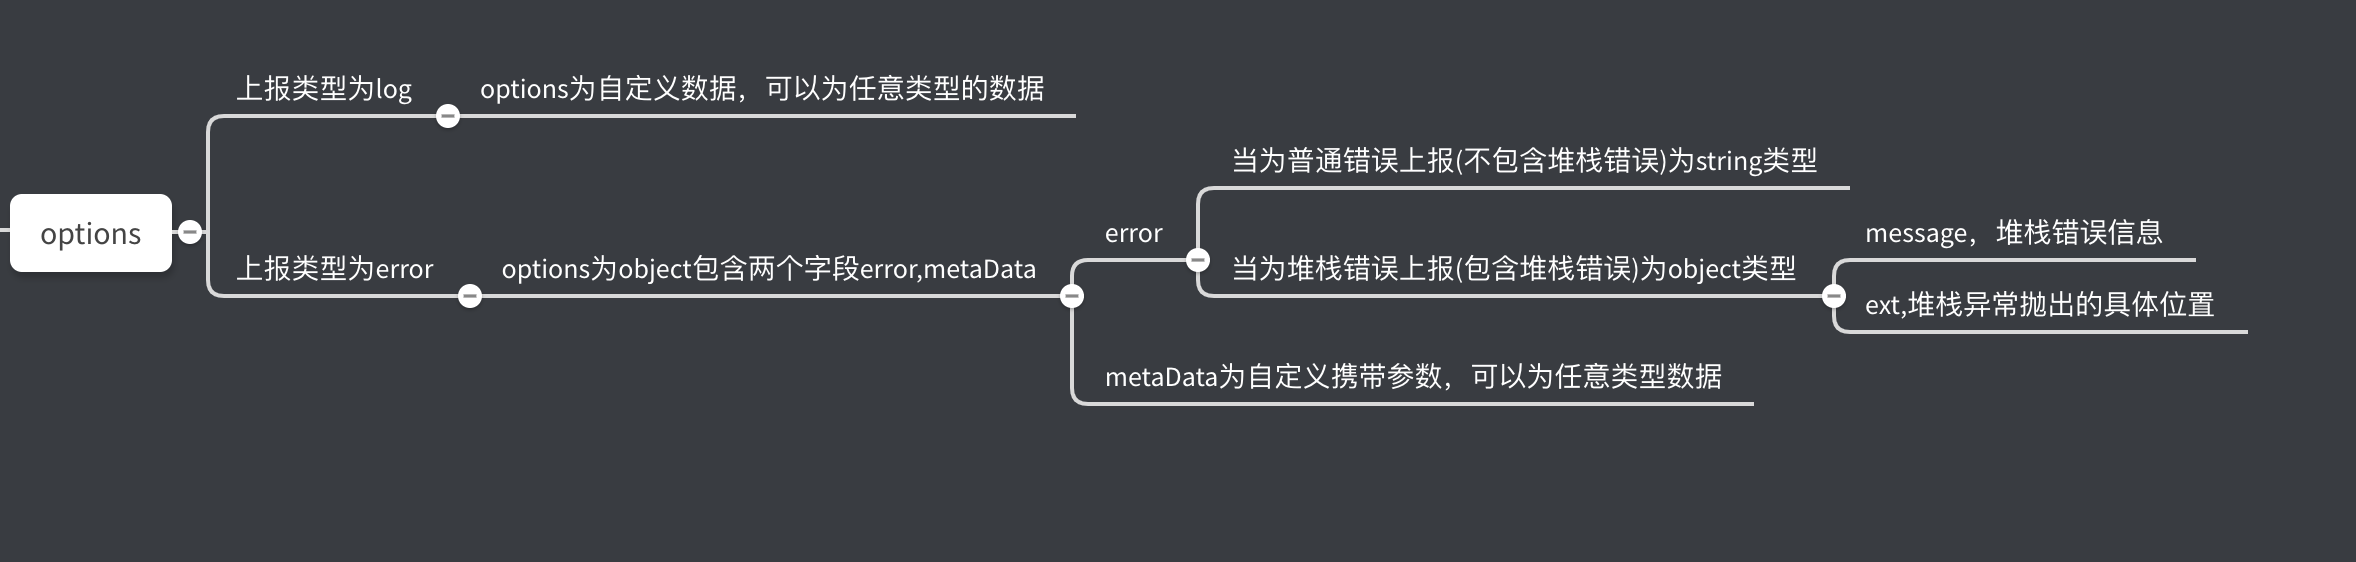 options
上报类型为log
options为自定义数据，可以为任意类型的数据
上报类型为error
options为object包含两个字段error,metaData
error
当为普通错误上报(不包含堆栈错误)为string类型
当为堆栈错误上报(包含堆栈错误)为object类型
message，堆栈错误信息
ext,堆栈异常抛出的具体位置
metaData为自定义携带参数，可以为任意类型数据